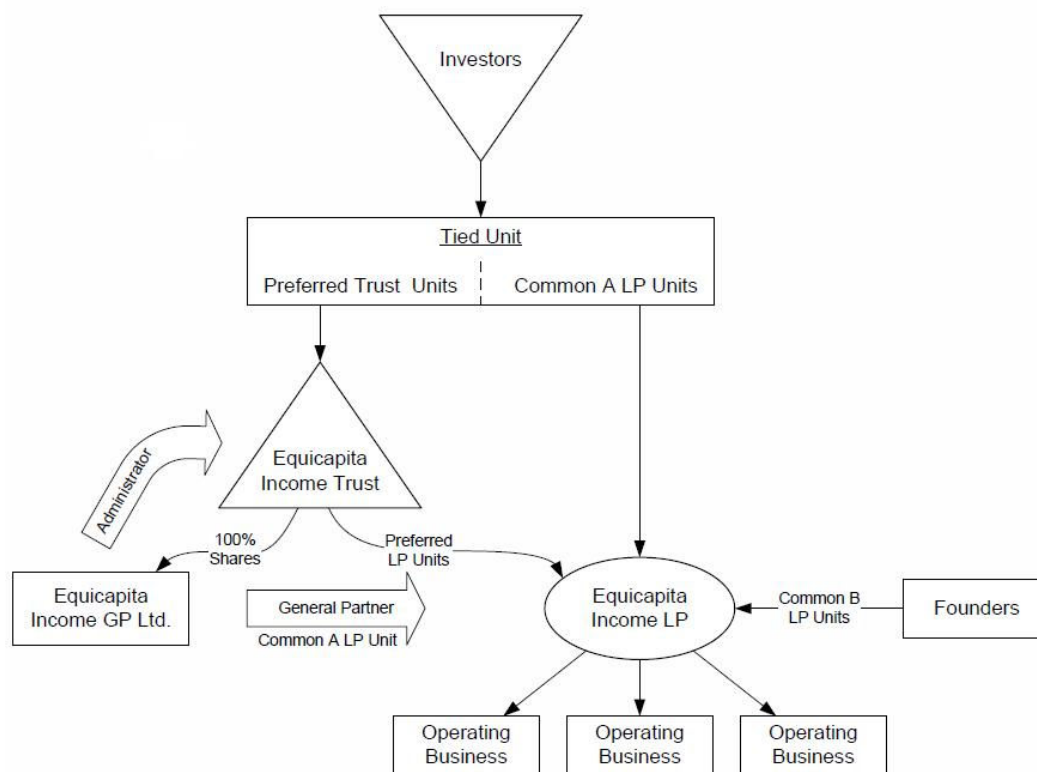 Investors
Tied Unit
Preferred Trust Units
Common A LP Units
Equicapita
Income Trust
Administrator
100%
Shares
Preferred
LP Units
Equicapita
Income GP Ltd.
General Partner
Common A LP Unit
Equicapita
Income LP
Common B
LP Units
Founders
Operating
Business
Operating
Business
Operating
Business